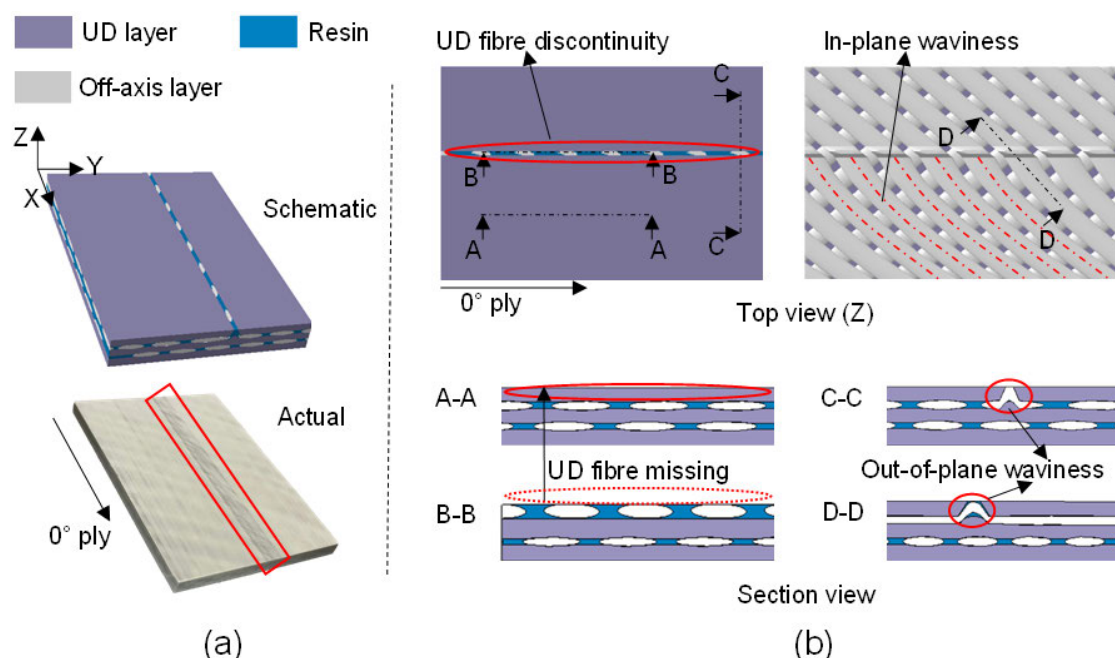 UD layer
Resin
Off-axis layer
Z
Y
X
Schematic
Actual
0° ply
(a)
UD fibre discontinuity
In-plane waviness
C
B
B
A
A
C
0° ply
D
D
Top view (Z)
A-A
UD fibre missing
B-B
C-C
Out-of-plane waviness
D-D
Section view
(b)